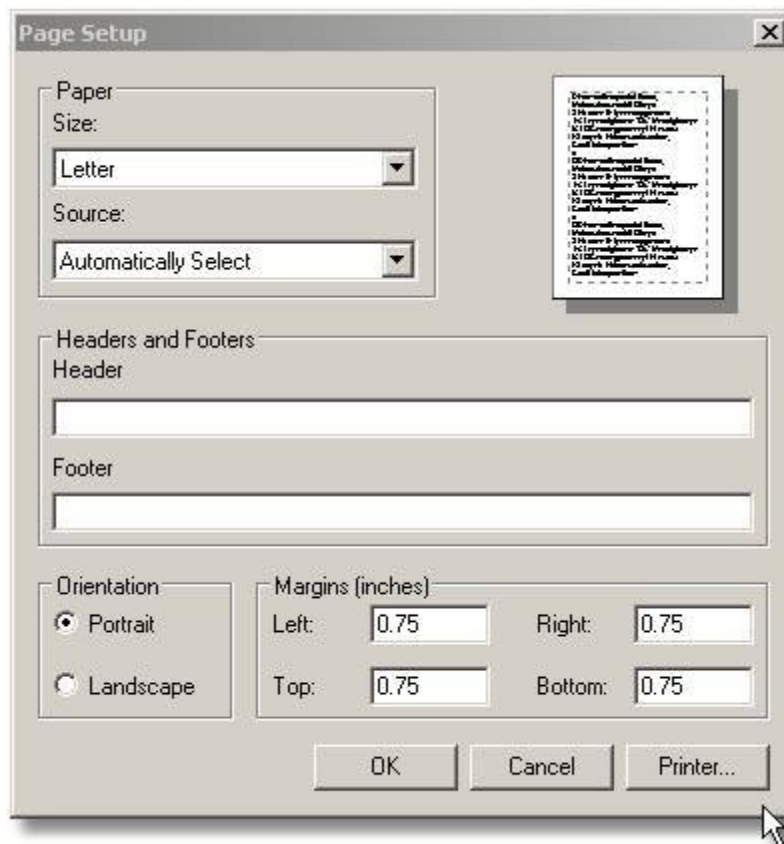 Page Setup
Paper
Size:
Letter
Source:
Automatically Select
Headers and Footers
Header
Footer
Orientation
Portrait
Landscape
Margins (inches)
Left: 0.75 Right: 0.75
Top: 0.75 Bottom: 0.75
OK Cancel Printer...